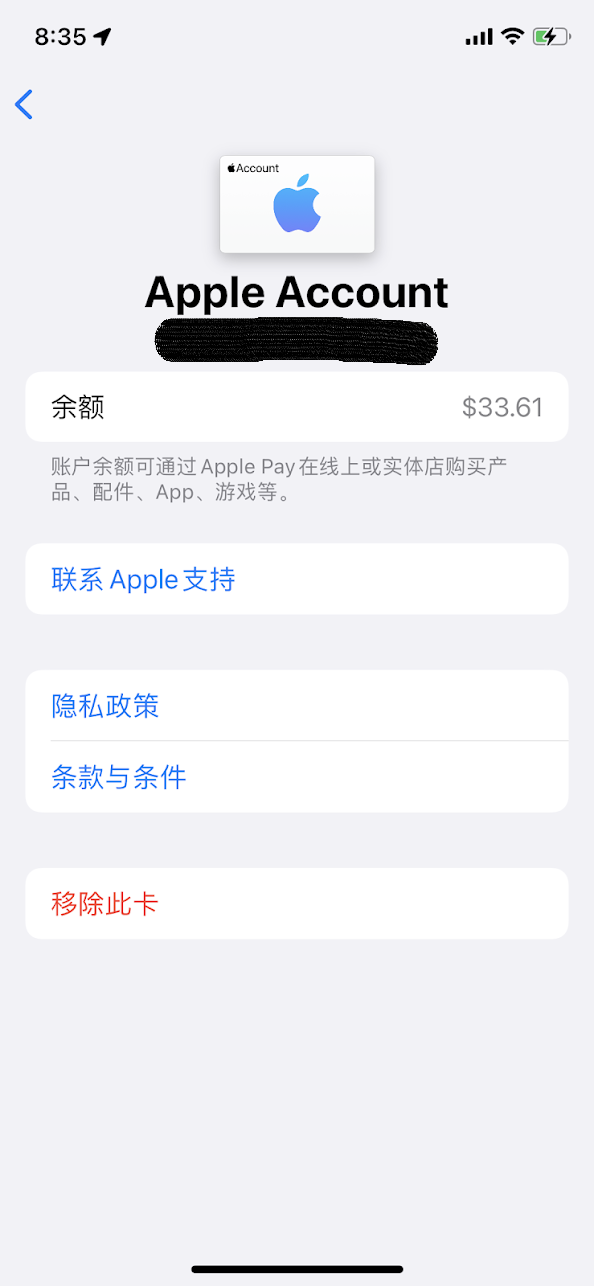 8:35
Account
Apple Account
余额 $33.61
账户余额可通过 Apple Pay 在线上或实体店购买产
品、配件、App、游戏等。
联系 Apple 支持
隐私政策
条款与条件
移除此卡